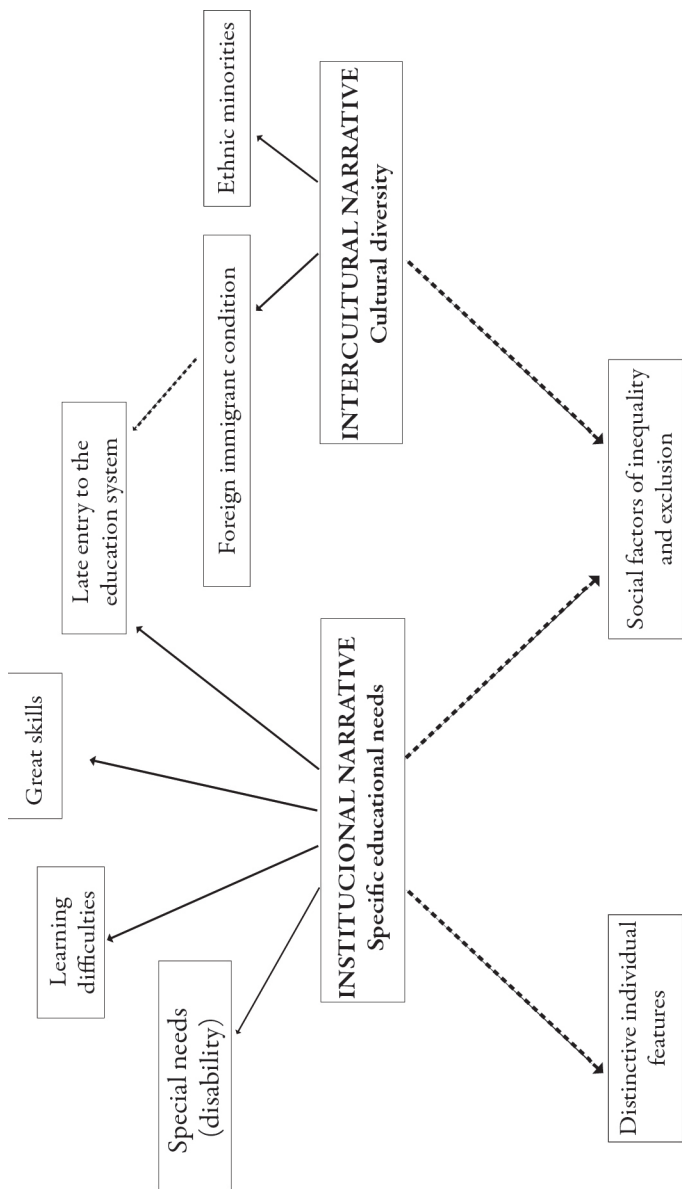 Special needs
(disability)
Learning
difficulties
Great skills
Late entry to the
education system
Foreign immigrant condition
Ethnic minorities
INSTITUCIONAL NARRATIVE
Specific educational needs
INTERCULTURAL NARRATIVE
Cultural diversity
Distinctive individual
features
Social factors of inequality
and exclusion